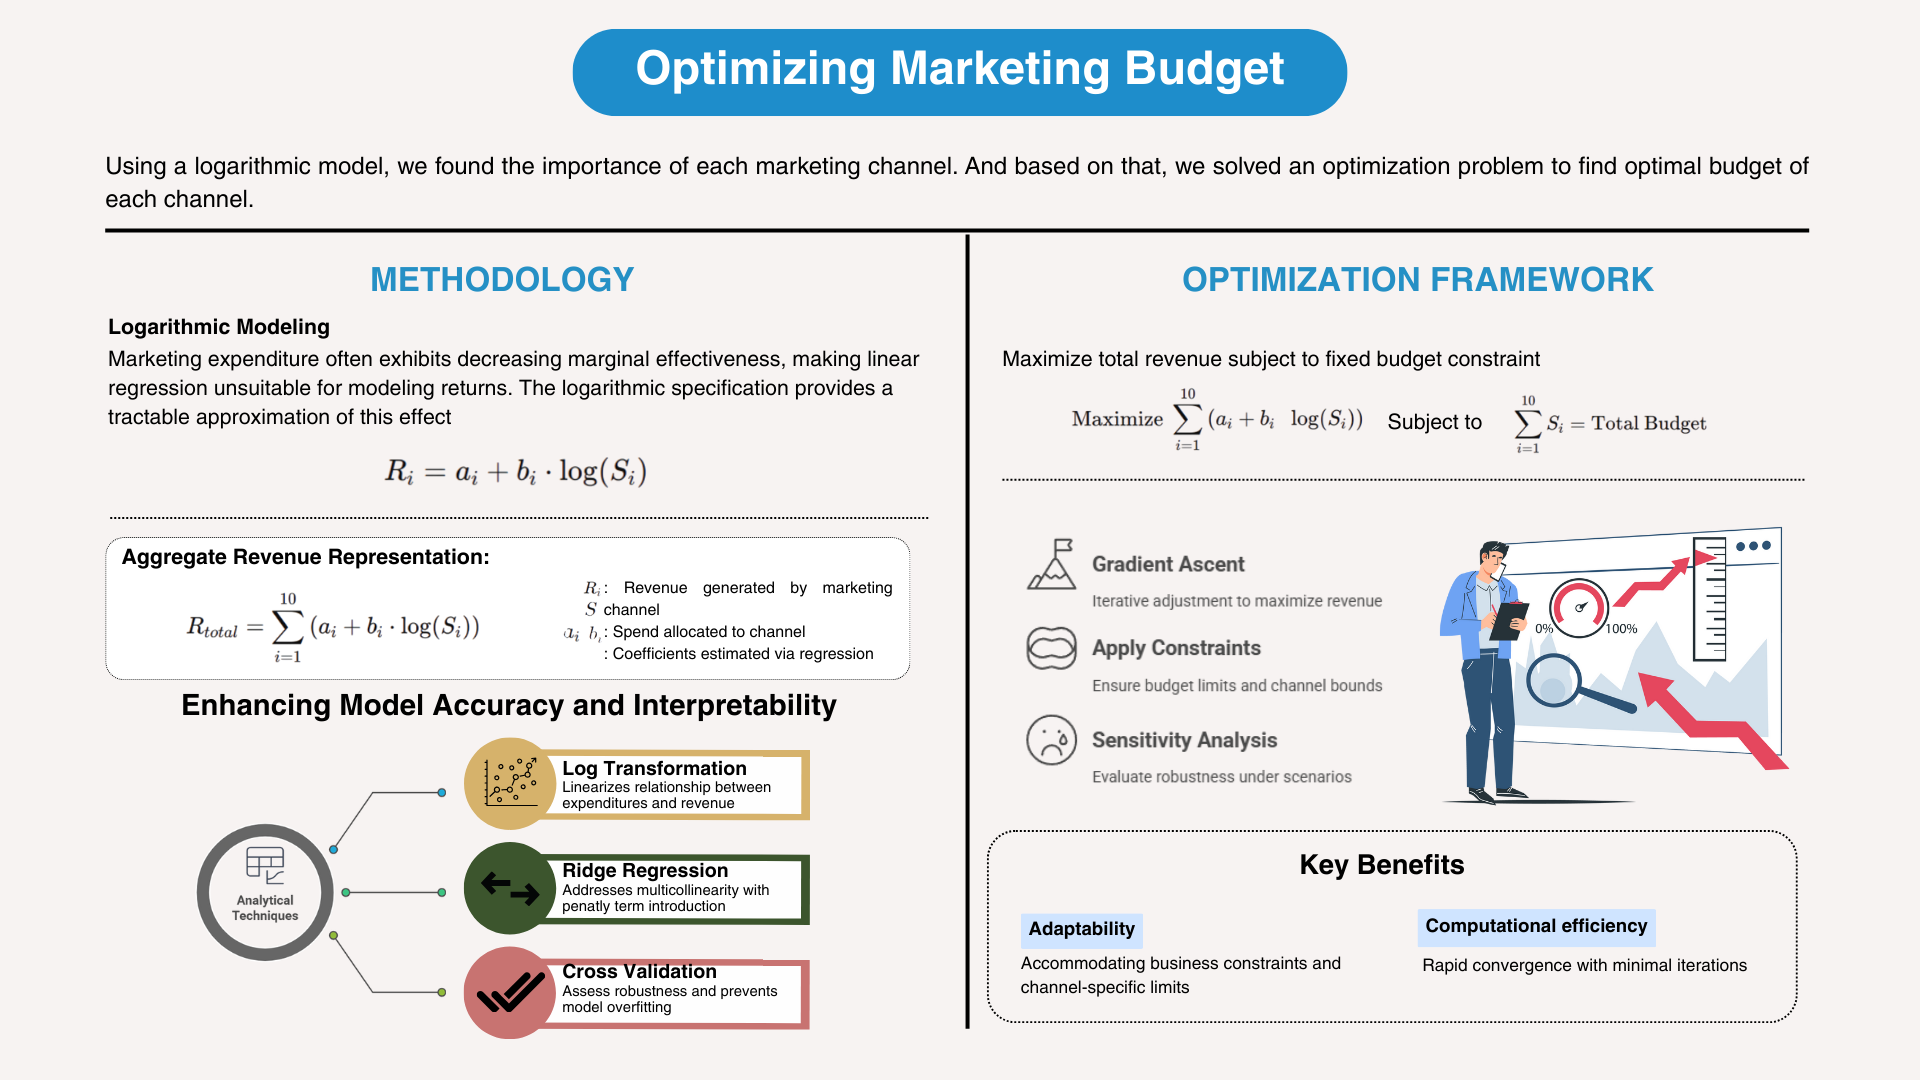 Optimizing Marketing Budget
Using a logarithmic model, we found the importance of each marketing channel. And based on that, we solved an optimization problem to find optimal budget of
each channel.
METHODOLOGY
Logarithmic Modeling
Marketing expenditure often exhibits decreasing marginal effectiveness, making linear
regression unsuitable for modeling returns. The logarithmic specification provides a
tractable approximation of this effect
R_i = a_i + b_i · log(S_i)
Aggregate Revenue Representation:
R_total = ∑_{i=1}^{10} (a_i + b_i · log(S_i))
R_i : Revenue generated by marketing
S channel
a_i b_i : Spend allocated to channel
: Coefficients estimated via regression
Enhancing Model Accuracy and Interpretability
Analytical
Techniques
Log Transformation
Linearizes relationship between
expenditures and revenue
Ridge Regression
Addresses multicollinearity with
penatly term introduction
Cross Validation
Assess robustness and prevents
model overfitting
OPTIMIZATION FRAMEWORK
Maximize total revenue subject to fixed budget constraint
Maximize ∑_{i=1}^{10} (a_i + b_i log(S_i)) Subject to ∑_{i=1}^{10} S_i = Total Budget
Gradient Ascent
Iterative adjustment to maximize revenue
Apply Constraints
Ensure budget limits and channel bounds
Sensitivity Analysis
Evaluate robustness under scenarios
0% 100%
Key Benefits
Adaptability
Accommodating business constraints and
channel-specific limits
Computational efficiency
Rapid convergence with minimal iterations